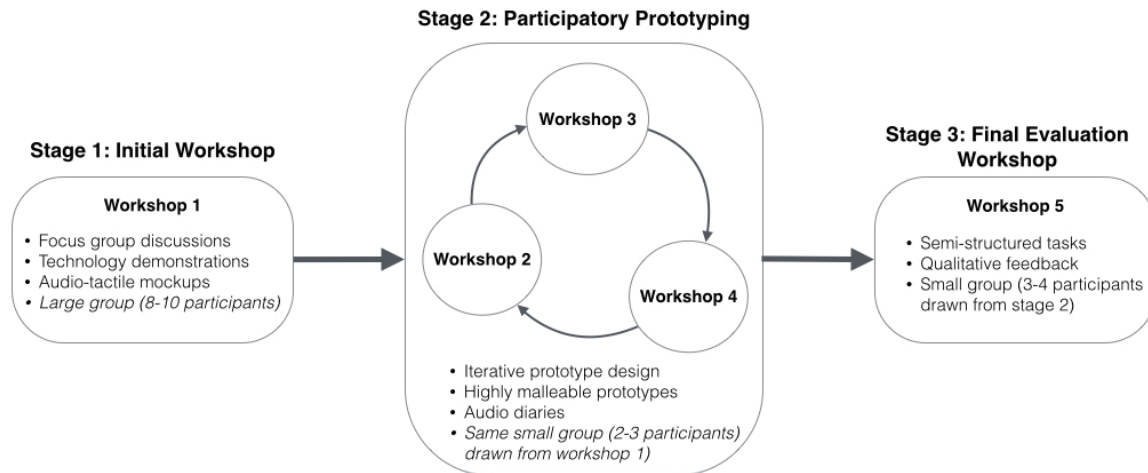 Stage 1: Initial Workshop
Workshop 1
• Focus group discussions
• Technology demonstrations
• Audio-tactile mockups
• Large group (8-10 participants)
Stage 2: Participatory Prototyping
Workshop 3
Workshop 2
Workshop 4
• Iterative prototype design
• Highly malleable prototypes
• Audio diaries
• Same small group (2-3 participants)
drawn from workshop 1)
Stage 3: Final Evaluation
Workshop
Workshop 5
• Semi-structured tasks
• Qualitative feedback
• Small group (3-4 participants
drawn from stage 2)